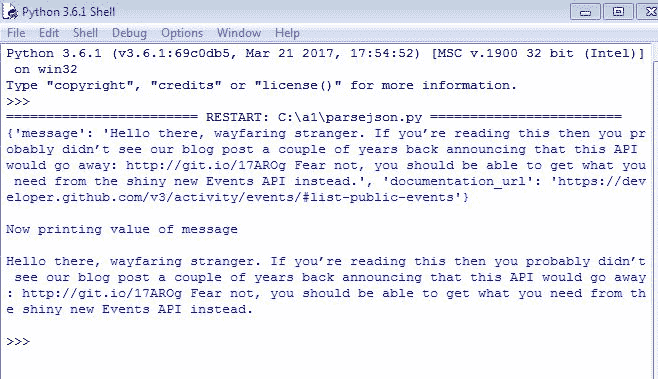 Python 3.6.1 Shell
File Edit Shell Debug Options Window Help
Python 3.6.1 (v3.6.1:69c0db5, Mar 21 2017, 17:54:52) [MSC v.1900 32 bit (Intel)]
 on win32
Type "copyright", "credits" or "license()" for more information.
>>>
======================== RESTART: C:\a1\parsejson.py ========================
{'message': 'Hello there, wayfaring stranger. If you’re reading this then you pr
obably didn’t see our blog post a couple of years back announcing that this API
would go away: http://git.io/17AROg Fear not, you should be able to get what you
 need from the shiny new Events API instead.', 'documentation_url': 'https://dev
eloper.github.com/v3/activity/events/#list-public-events'}
Now printing value of message
Hello there, wayfaring stranger. If you’re reading this then you probably didn’t
 see our blog post a couple of years back announcing that this API would go away
: http://git.io/17AROg Fear not, you should be able to get what you need from th
e shiny new Events API instead.
>>>